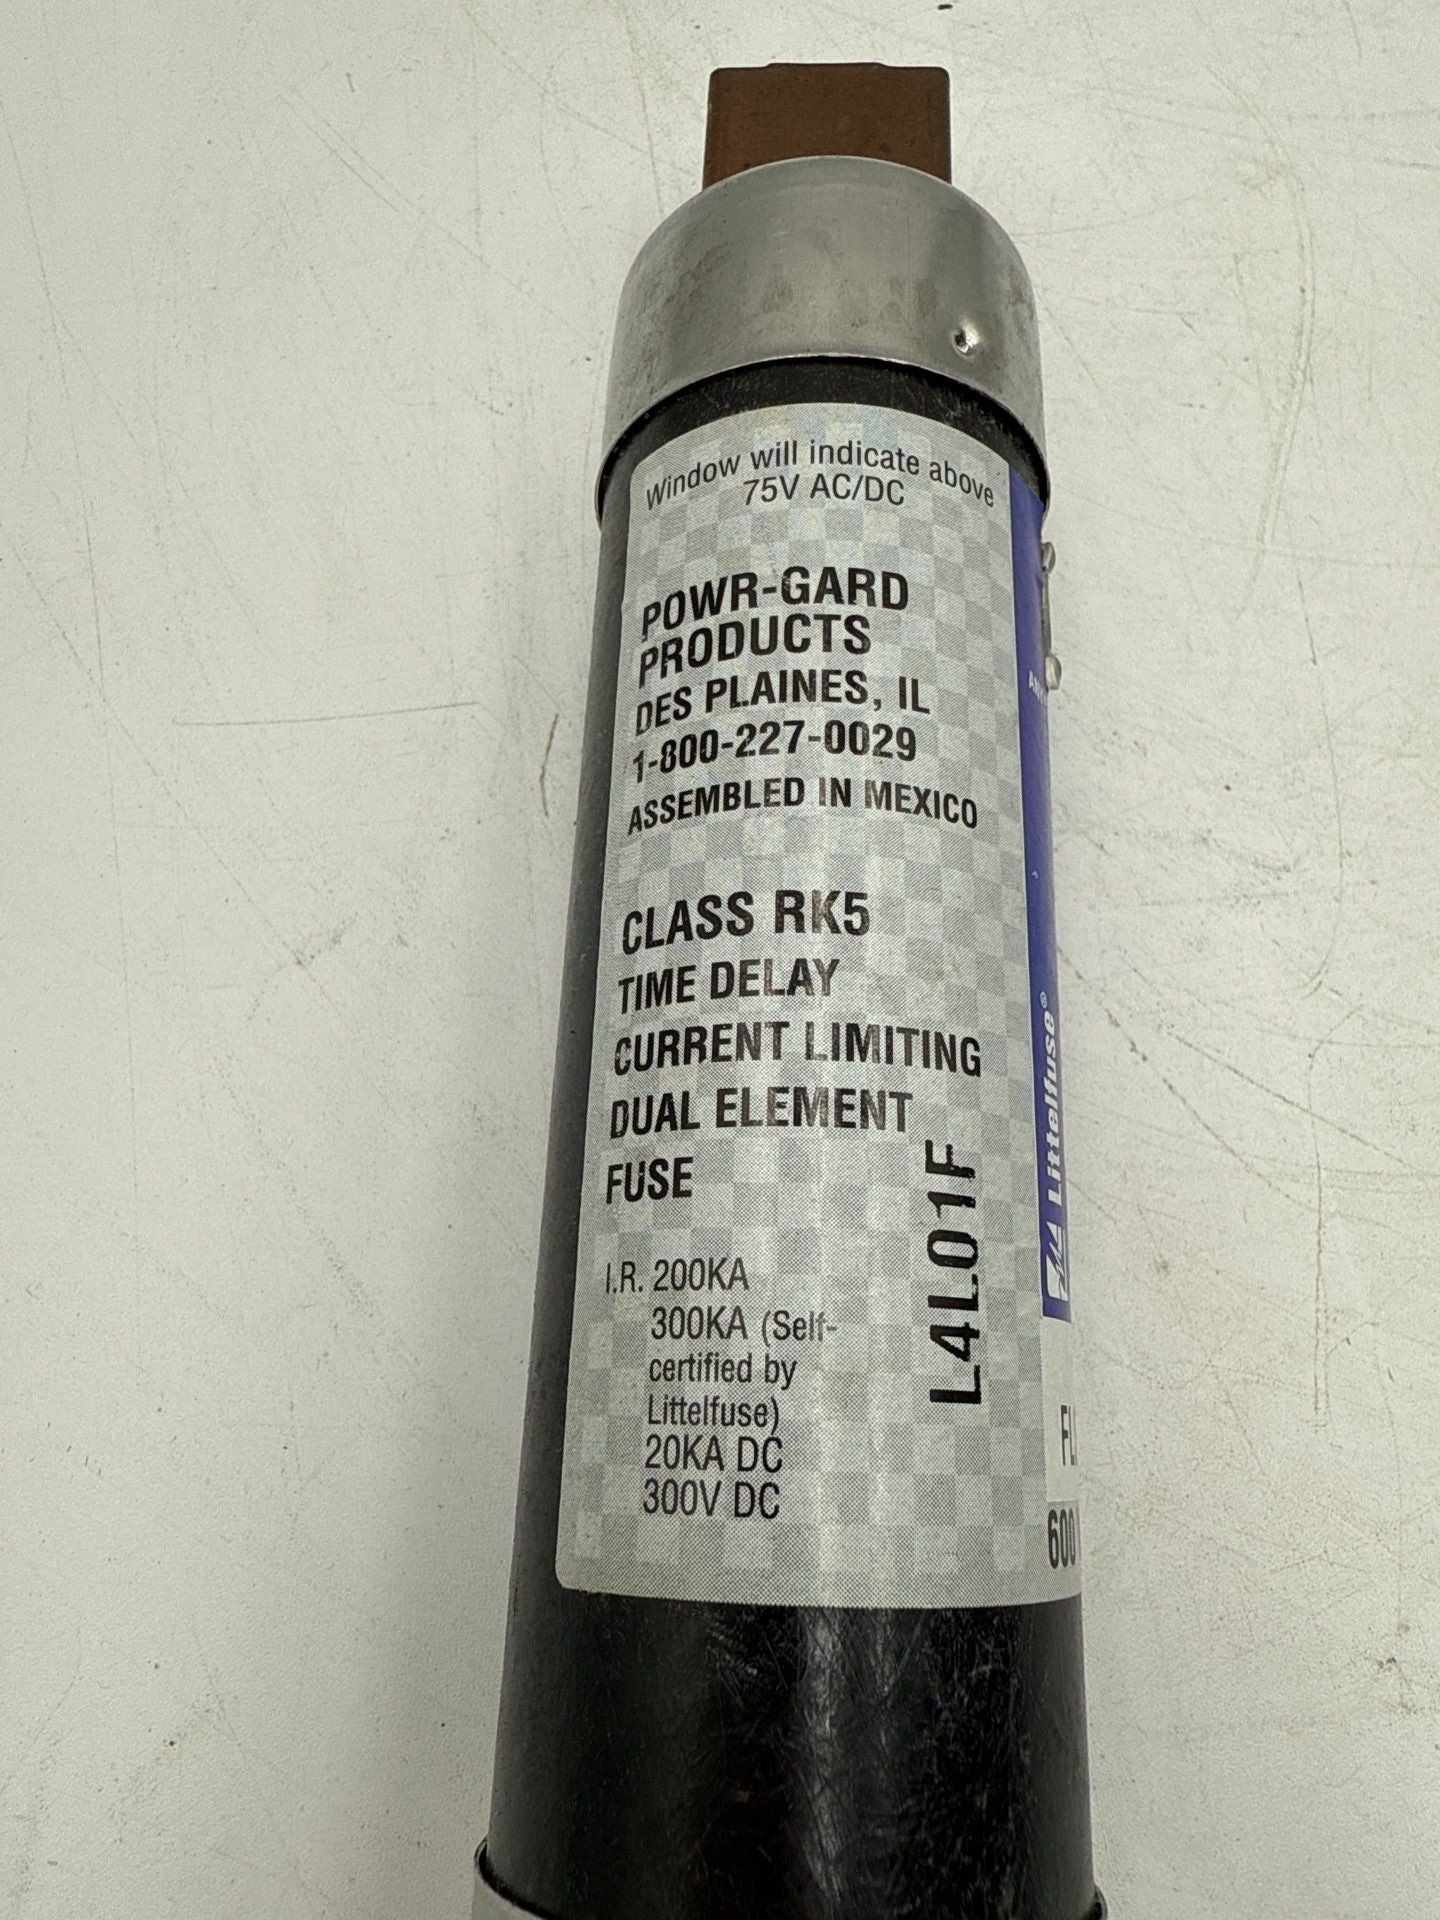 Window will indicate above
75V AC/DC
POWR-GARD
PRODUCTS
DES PLAINES, IL
1-800-227-0029
ASSEMBLED IN MEXICO
CLASS RK5
TIME DELAY
CURRENT LIMITING
DUAL ELEMENT
FUSE
I.R. 200KA
300KA (Self-
certified by
Littelfuse)
20KA DC
300V DC
L4L01F
Littelfuse®
600